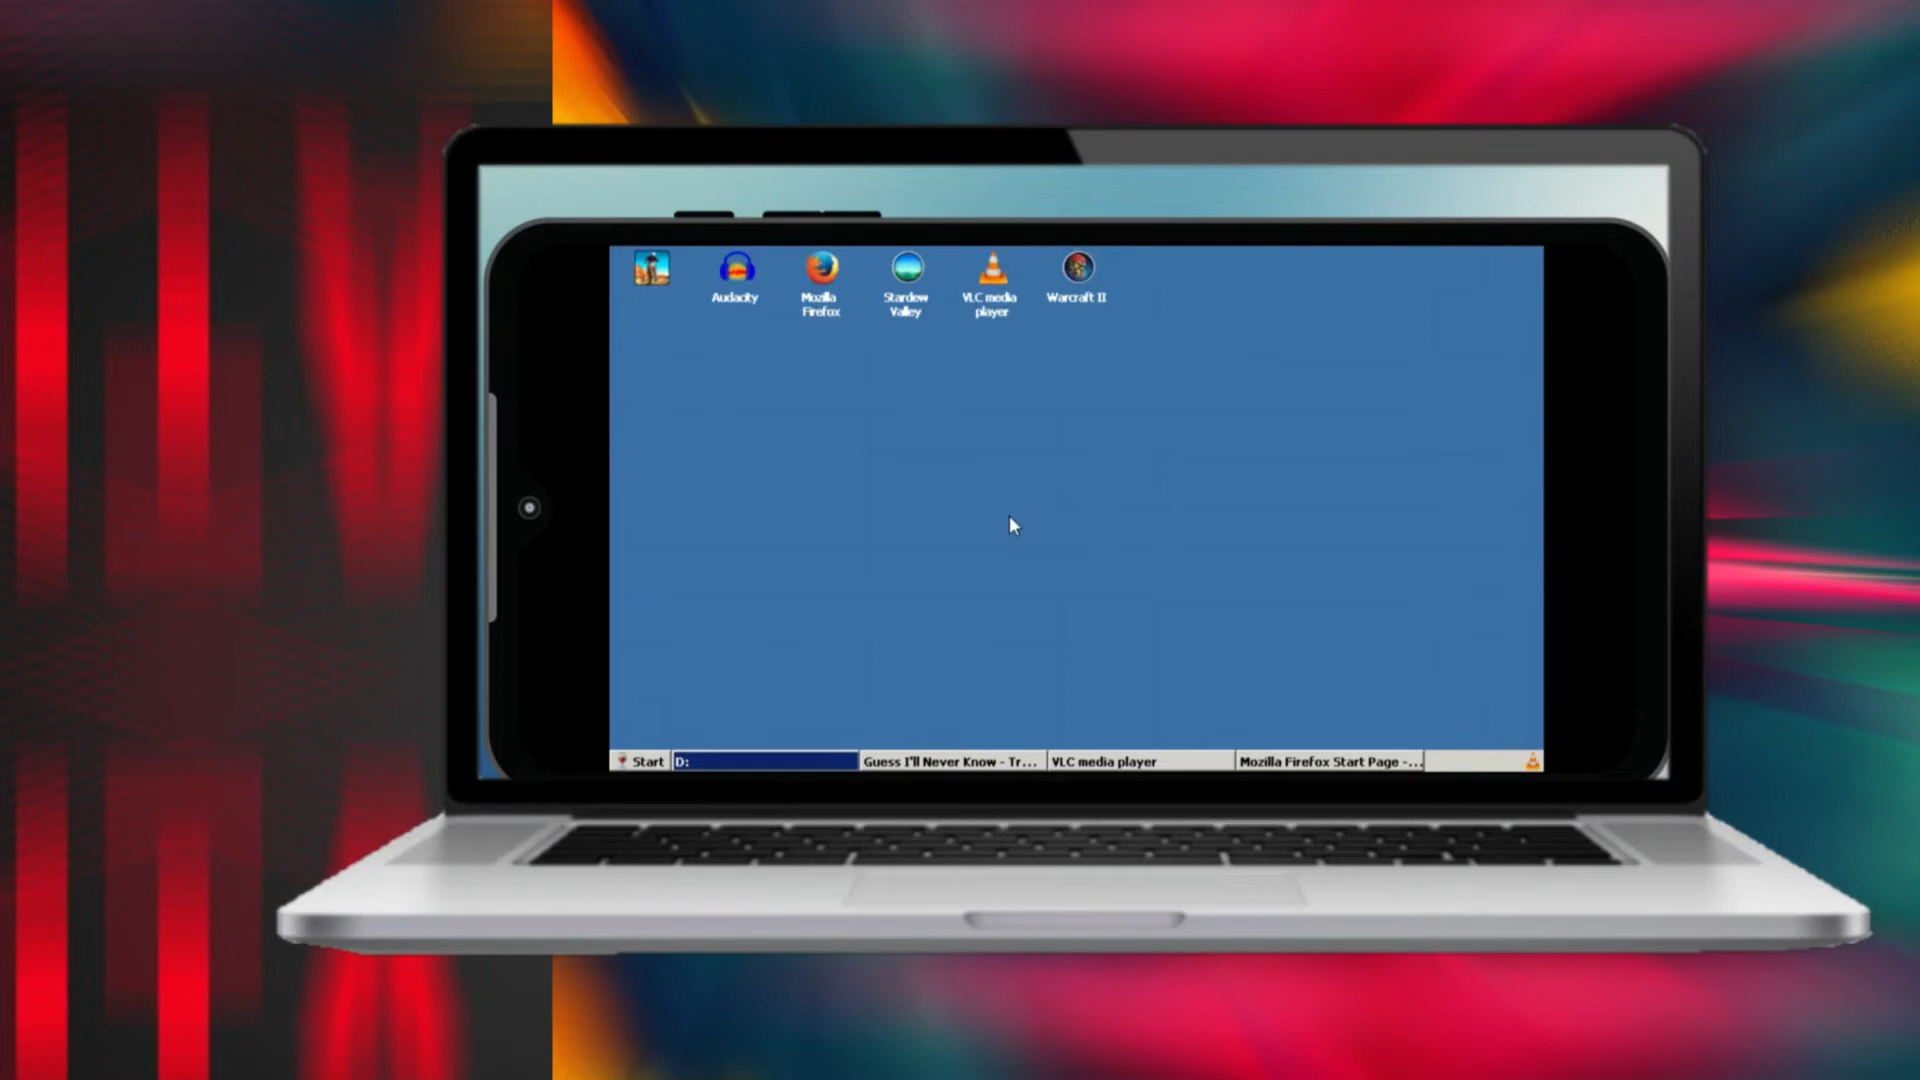 Audacity
Mozilla
Firefox
Stardew
Valley
VLC media
player
Warcraft II
Start
D:
Guess I'll Never Know - Tr...
VLC media player
Mozilla Firefox Start Page -...